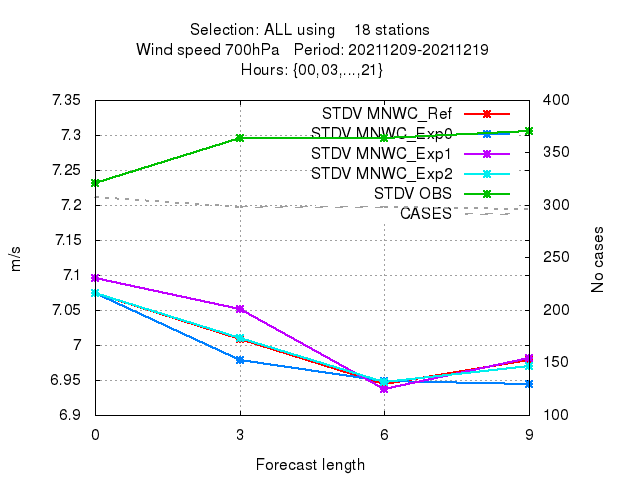 Selection: ALL using 18 stations
Wind speed 700hPa Period: 20211209-20211219
Hours: {00,03,...,21}
7.35
7.3
7.25
7.2
7.15
7.1
7.05
7
6.95
6.9
m/s
STDV MNWC_Ref
STDV MNWC_Exp0
STDV MNWC_Exp1
STDV MNWC_Exp2
STDV OBS
CASES
400
350
300
250
200
150
100
No cases
0 3 6 9
Forecast length